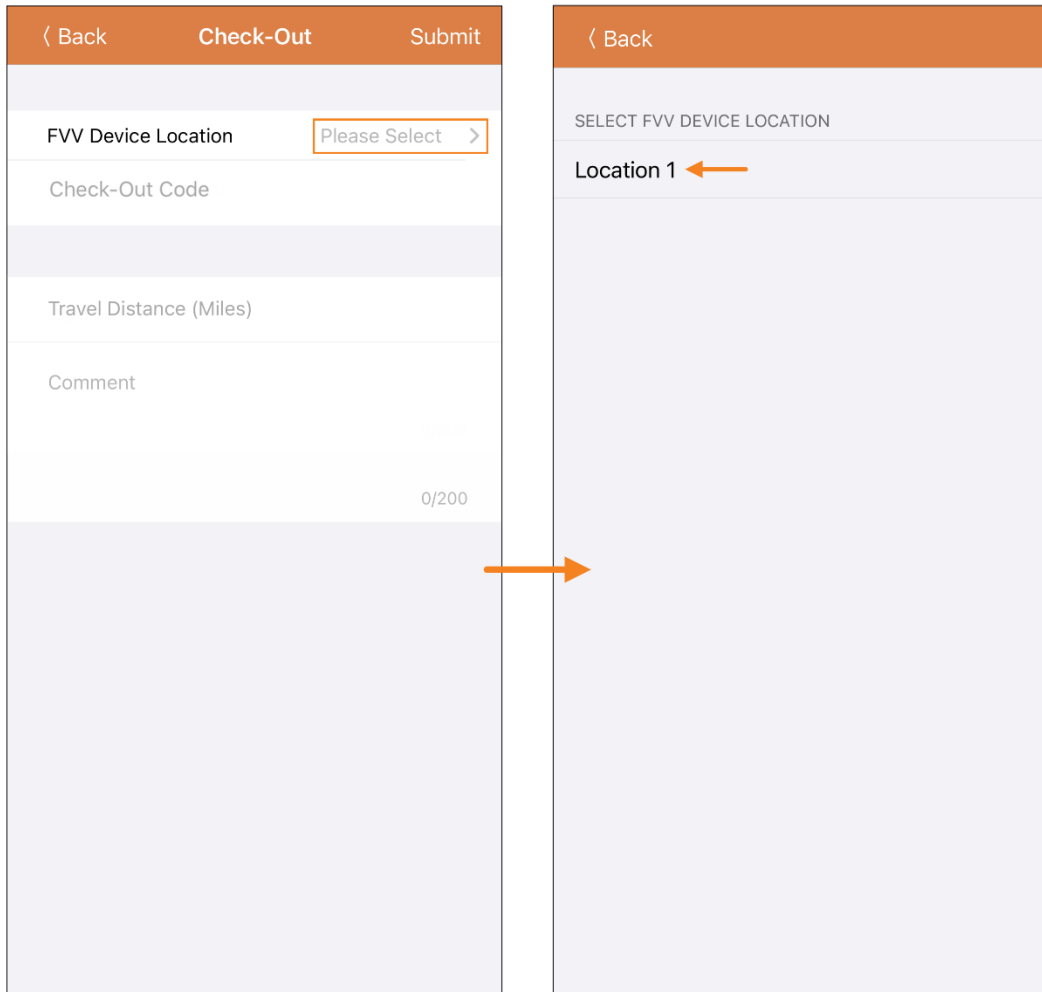 Back Check-Out Submit
FVV Device Location Please Select
Check-Out Code
Travel Distance (Miles)
Comment
0/200
Back
SELECT FVV DEVICE LOCATION
Location 1